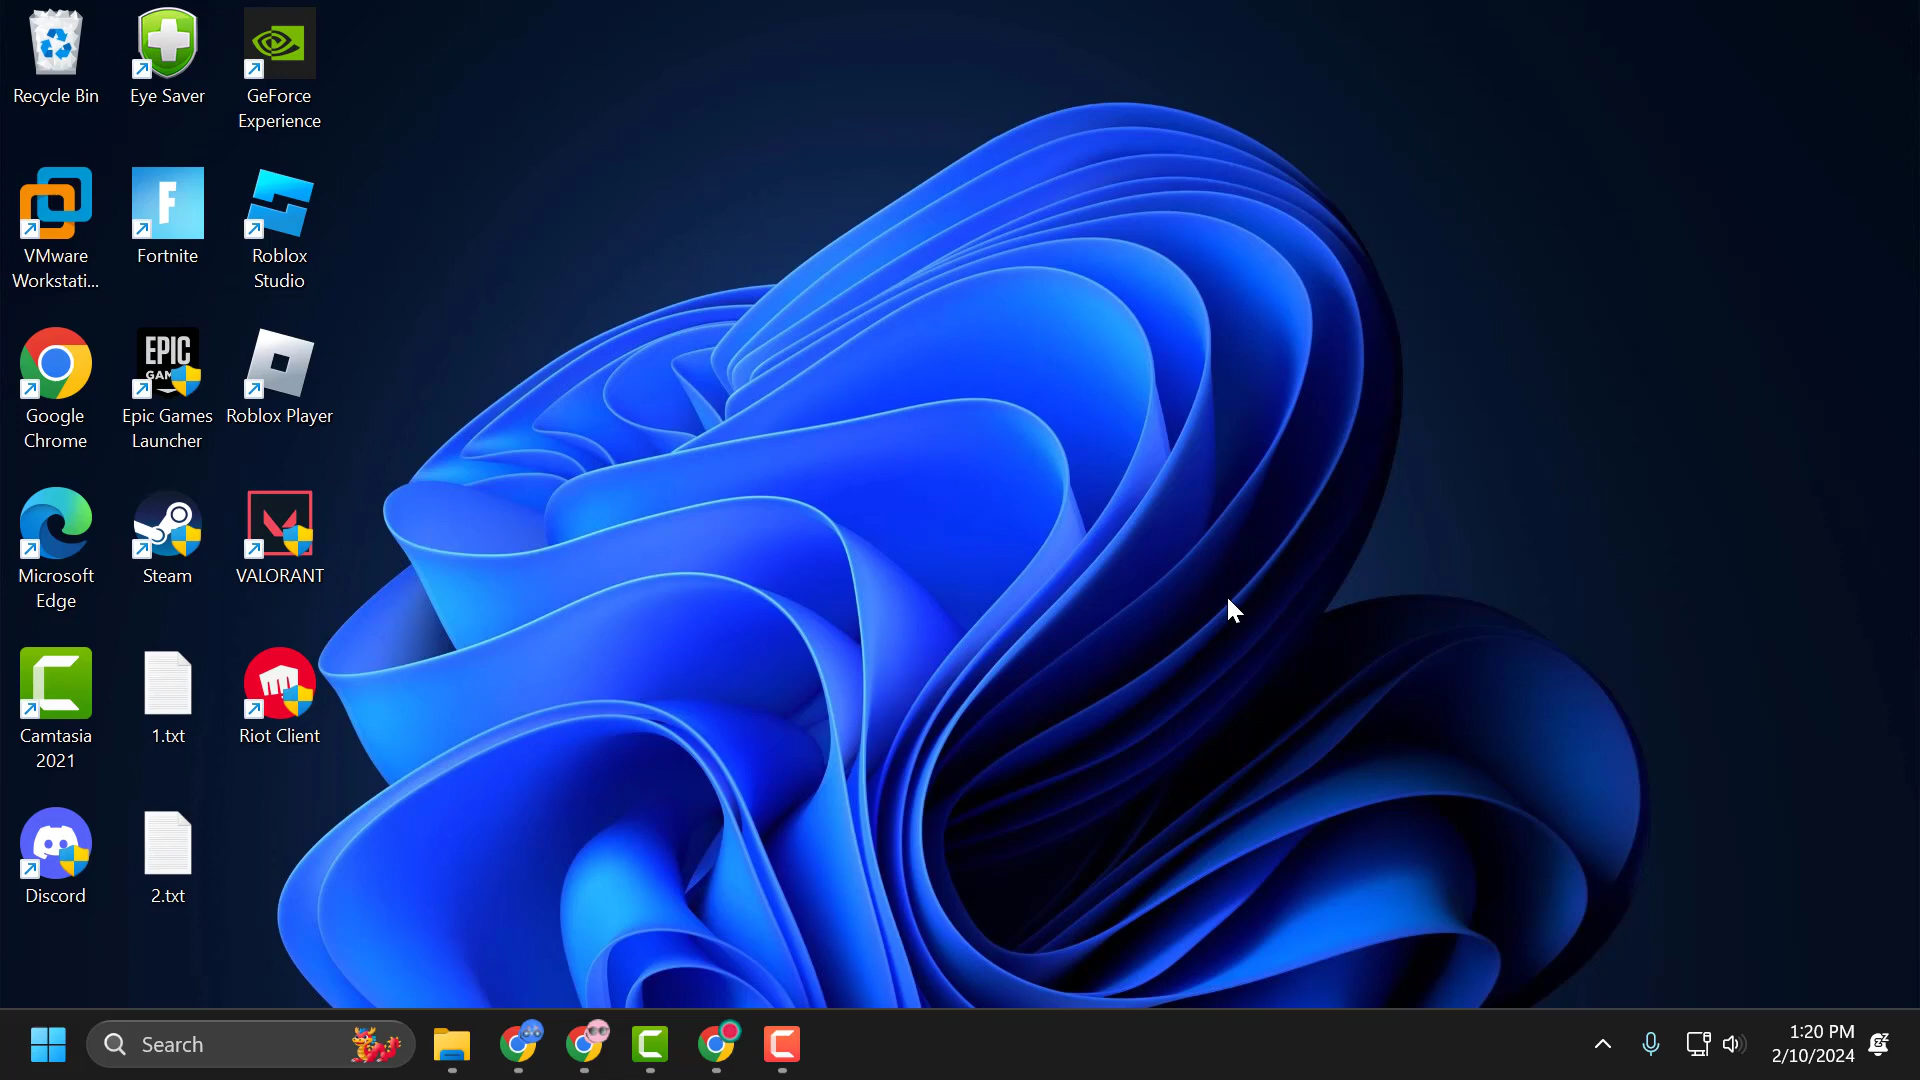 Recycle Bin
Eye Saver
GeForce
Experience
VMware
Workstati...
F
Fortnite
Roblox
Studio
Google
Chrome
EPIC
GAM
Epic Games
Launcher
Roblox Player
Microsoft
Edge
Steam
VALORANT
Camtasia
2021
1.txt
Riot Client
Discord
2.txt
Search
1:20 PM
2/10/2024